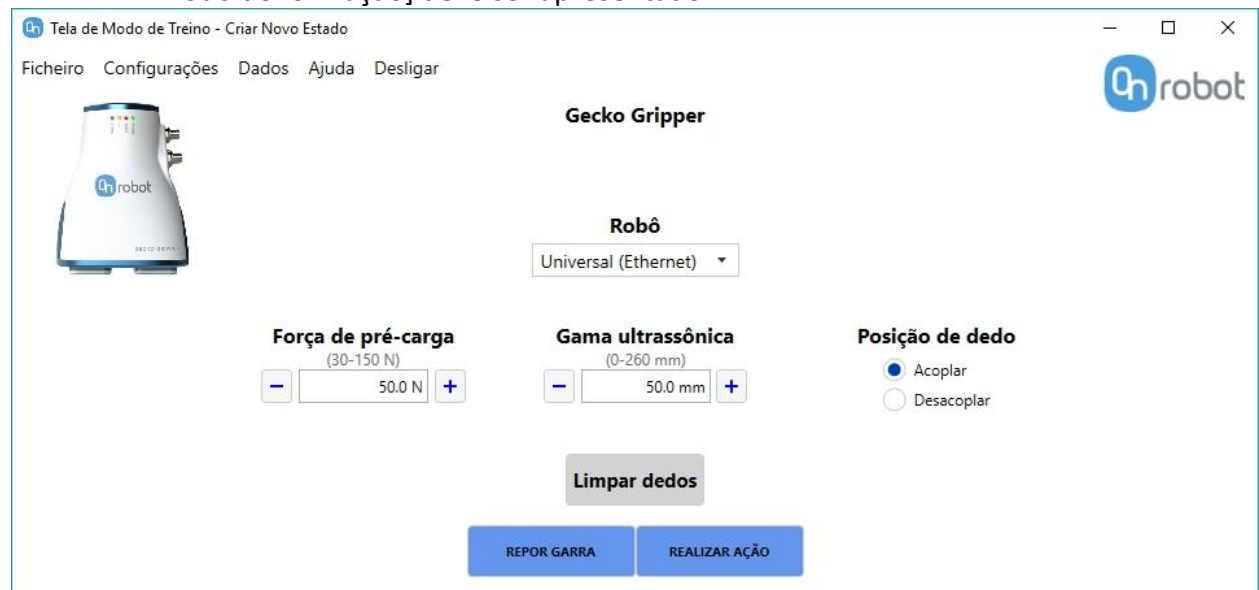 Tela de Modo de Treino - Criar Novo Estado
Ficheiro Configurações Dados Ajuda Desligar
On robot
Gecko Gripper
On robot
Robô
Universal (Ethernet)
Força de pré-carga
(30-150 N)
50.0 N
Gama ultrassônica
(0-260 mm)
50.0 mm
Posição de dedo
Acoplar
Desacoplar
Limpar dedos
REPOR GARRA
REALIZAR AÇÃO